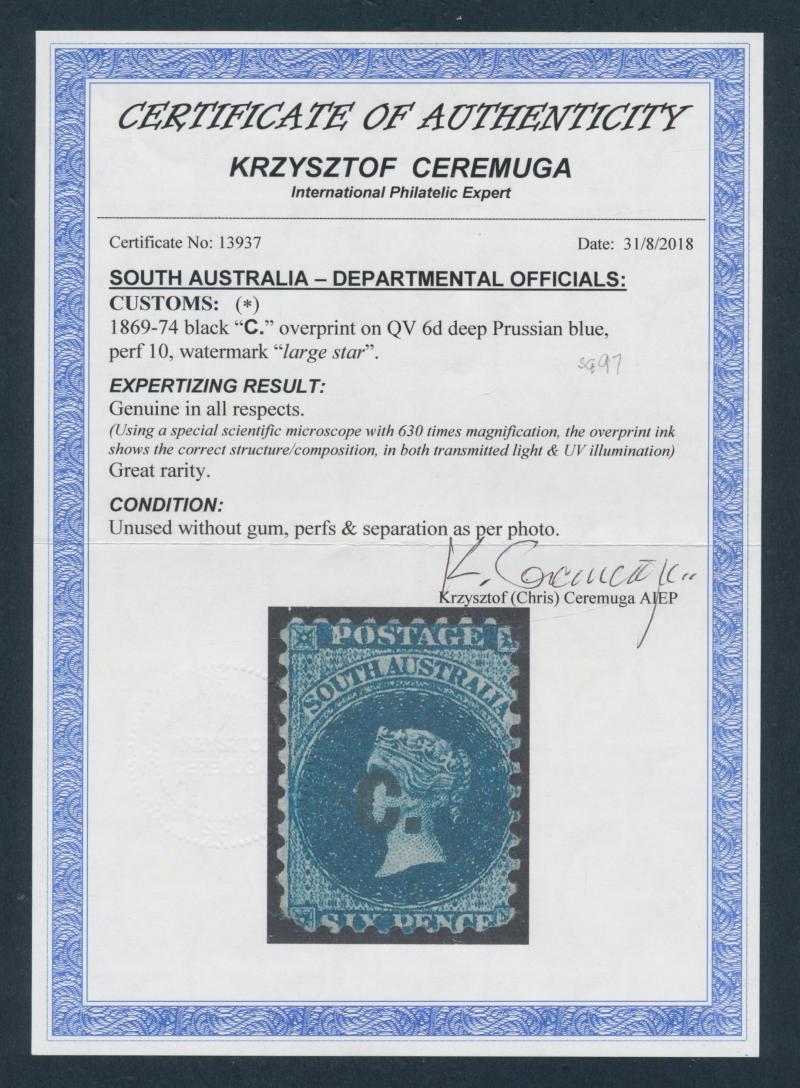 CERTIFICATE OF AUTHENTICITY
KRZYSZTOF CEREMUGA
International Philatelic Expert
Certificate No: 13937 Date: 31/8/2018
SOUTH AUSTRALIA – DEPARTMENTAL OFFICIALS:
CUSTOMS: (*)
1869-74 black “C.” overprint on QV 6d deep Prussian blue,
perf 10, watermark “large star”.
sg97
EXPERTIZING RESULT:
Genuine in all respects.
(Using a special scientific microscope with 630 times magnification, the overprint ink
shows the correct structure/composition, in both transmitted light & UV illumination)
Great rarity.
CONDITION:
Unused without gum, perfs & separation as per photo.
K. Ceremuga
Krzysztof (Chris) Ceremuga AIEP
POSTAGE
SOUTH AUSTRALIA
C.
SIX PENCE